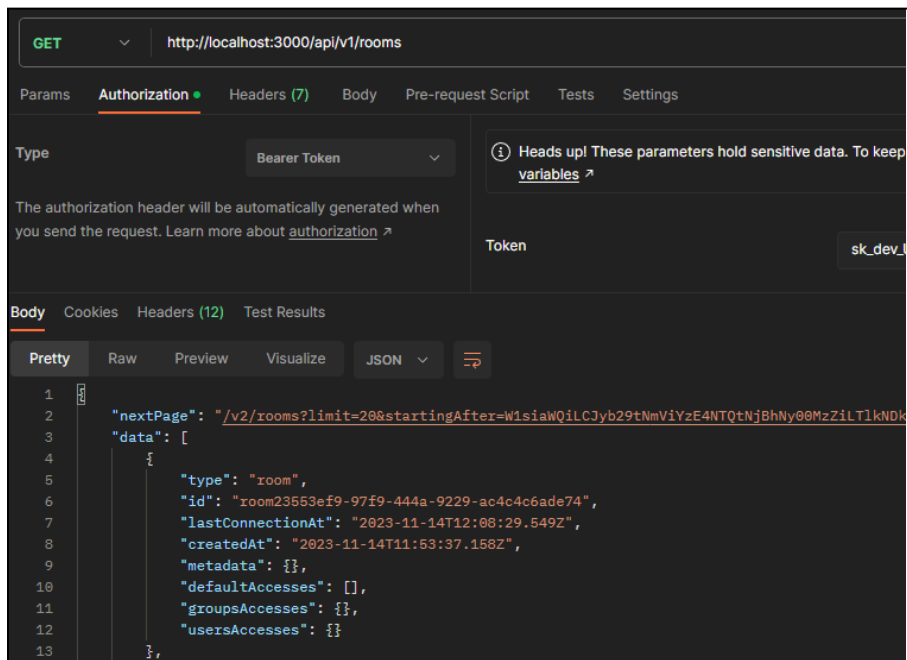 GET http://localhost:3000/api/v1/rooms
Params Authorization Headers (7) Body Pre-request Script Tests Settings
Type Bearer Token
The authorization header will be automatically generated when
you send the request. Learn more about authorization ↗
Heads up! These parameters hold sensitive data. To keep
variables ↗
Token sk_dev_
Body Cookies Headers (12) Test Results
Pretty Raw Preview Visualize JSON
1 {
2 "nextPage": "/v2/rooms?limit=20&startingAfter=W1siaWQiLCJyb29tNmViYzE4NTQtNjBhNy00MzZiLTlkNDk
3 "data": [
4 {
5 "type": "room",
6 "id": "room23553ef9-97f9-444a-9229-ac4c4c6ade74",
7 "lastConnectionAt": "2023-11-14T12:08:29.549Z",
8 "createdAt": "2023-11-14T11:53:37.158Z",
9 "metadata": {},
10 "defaultAccesses": [],
11 "groupsAccesses": {},
12 "usersAccesses": {}
13 },